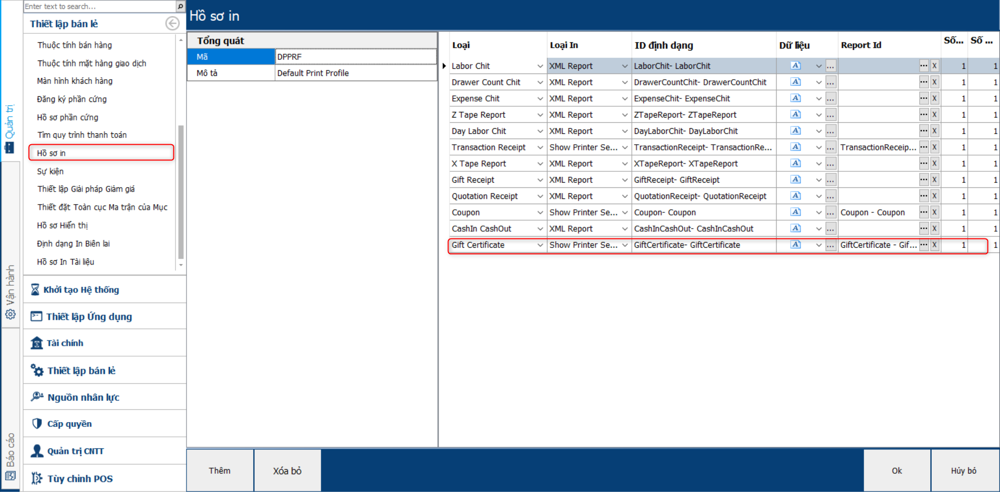 Enter text to search...
Thiết lập bán lẻ
Thuộc tính bán hàng
Thuộc tính mặt hàng giao dịch
Màn hình khách hàng
Đăng ký phần cứng
Hồ sơ phần cứng
Tìm quy trình thanh toán
Hồ sơ in
Sự kiện
Thiết lập Giải pháp Giảm giá
Thiết đặt Toàn cục Ma trận của Mục
Hồ sơ Hiển thị
Định dạng In Biên lai
Hồ sơ In Tài liệu
Khởi tạo Hệ thống
Thiết lập Ứng dụng
Tài chính
Thiết lập bán lẻ
Nguồn nhân lực
Cấp quyền
Quản trị CNTT
Tùy chỉnh POS
Quản trị
Vận hành
Báo cáo
Hồ sơ in
Tổng quát
Mã DPPRF
Mô tả Default Print Profile
Loại Loại In ID định dạng Dữ liệu Report Id Số... Số ...
Labor Chit XML Report LaborChit- LaborChit A ... ... X 1 1
Drawer Count Chit XML Report DrawerCountChit- DrawerCountChit A ... ... X 1 1
Expense Chit XML Report ExpenseChit- ExpenseChit A ... ... X 1 1
Z Tape Report XML Report ZTapeReport- ZTapeReport A ... ... X 1 1
Day Labor Chit XML Report DayLaborChit- DayLaborChit A ... ... X 1 1
Transaction Receipt Show Printer Se... TransactionReceipt- TransactionRe... A ... TransactionReceip... ... X 1 1
X Tape Report XML Report XTapeReport- XTapeReport A ... ... X 1 1
Gift Receipt XML Report GiftReceipt- GiftReceipt A ... ... X 1 1
Quotation Receipt XML Report QuotationReceipt- QuotationReceipt A ... ... X 1 1
Coupon Show Printer Se... Coupon- Coupon A ... Coupon - Coupon ... X 1 1
CashIn CashOut XML Report CashInCashOut- CashInCashOut A ... ... X 1 1
Gift Certificate Show Printer Se... GiftCertificate- GiftCertificate A ... GiftCertificate - Gif... ... X 1 1
Thêm Xóa bỏ Ok Hủy bỏ